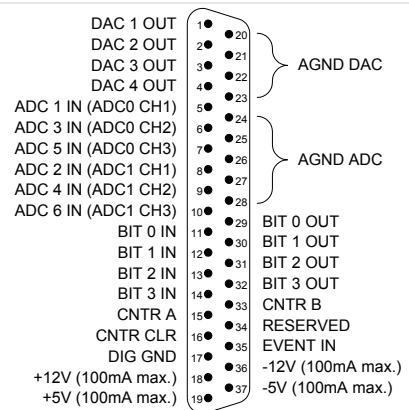 DAC 1 OUT 1
DAC 2 OUT 2
DAC 3 OUT 3
DAC 4 OUT 4
ADC 1 IN (ADC0 CH1) 5
ADC 3 IN (ADC0 CH2) 6
ADC 5 IN (ADC0 CH3) 7
ADC 2 IN (ADC1 CH1) 8
ADC 4 IN (ADC1 CH2) 9
ADC 6 IN (ADC1 CH3) 10
BIT 0 IN 11
BIT 1 IN 12
BIT 2 IN 13
BIT 3 IN 14
CNTR A 15
CNTR CLR 16
DIG GND 17
+12V (100mA max.) 18
+5V (100mA max.) 19
20
21
22
23
AGND DAC
24
25
26
27
28
AGND ADC
29 BIT 0 OUT
30 BIT 1 OUT
31 BIT 2 OUT
32 BIT 3 OUT
33 CNTR B
34 RESERVED
35 EVENT IN
36 -12V (100mA max.)
37 -5V (100mA max.)